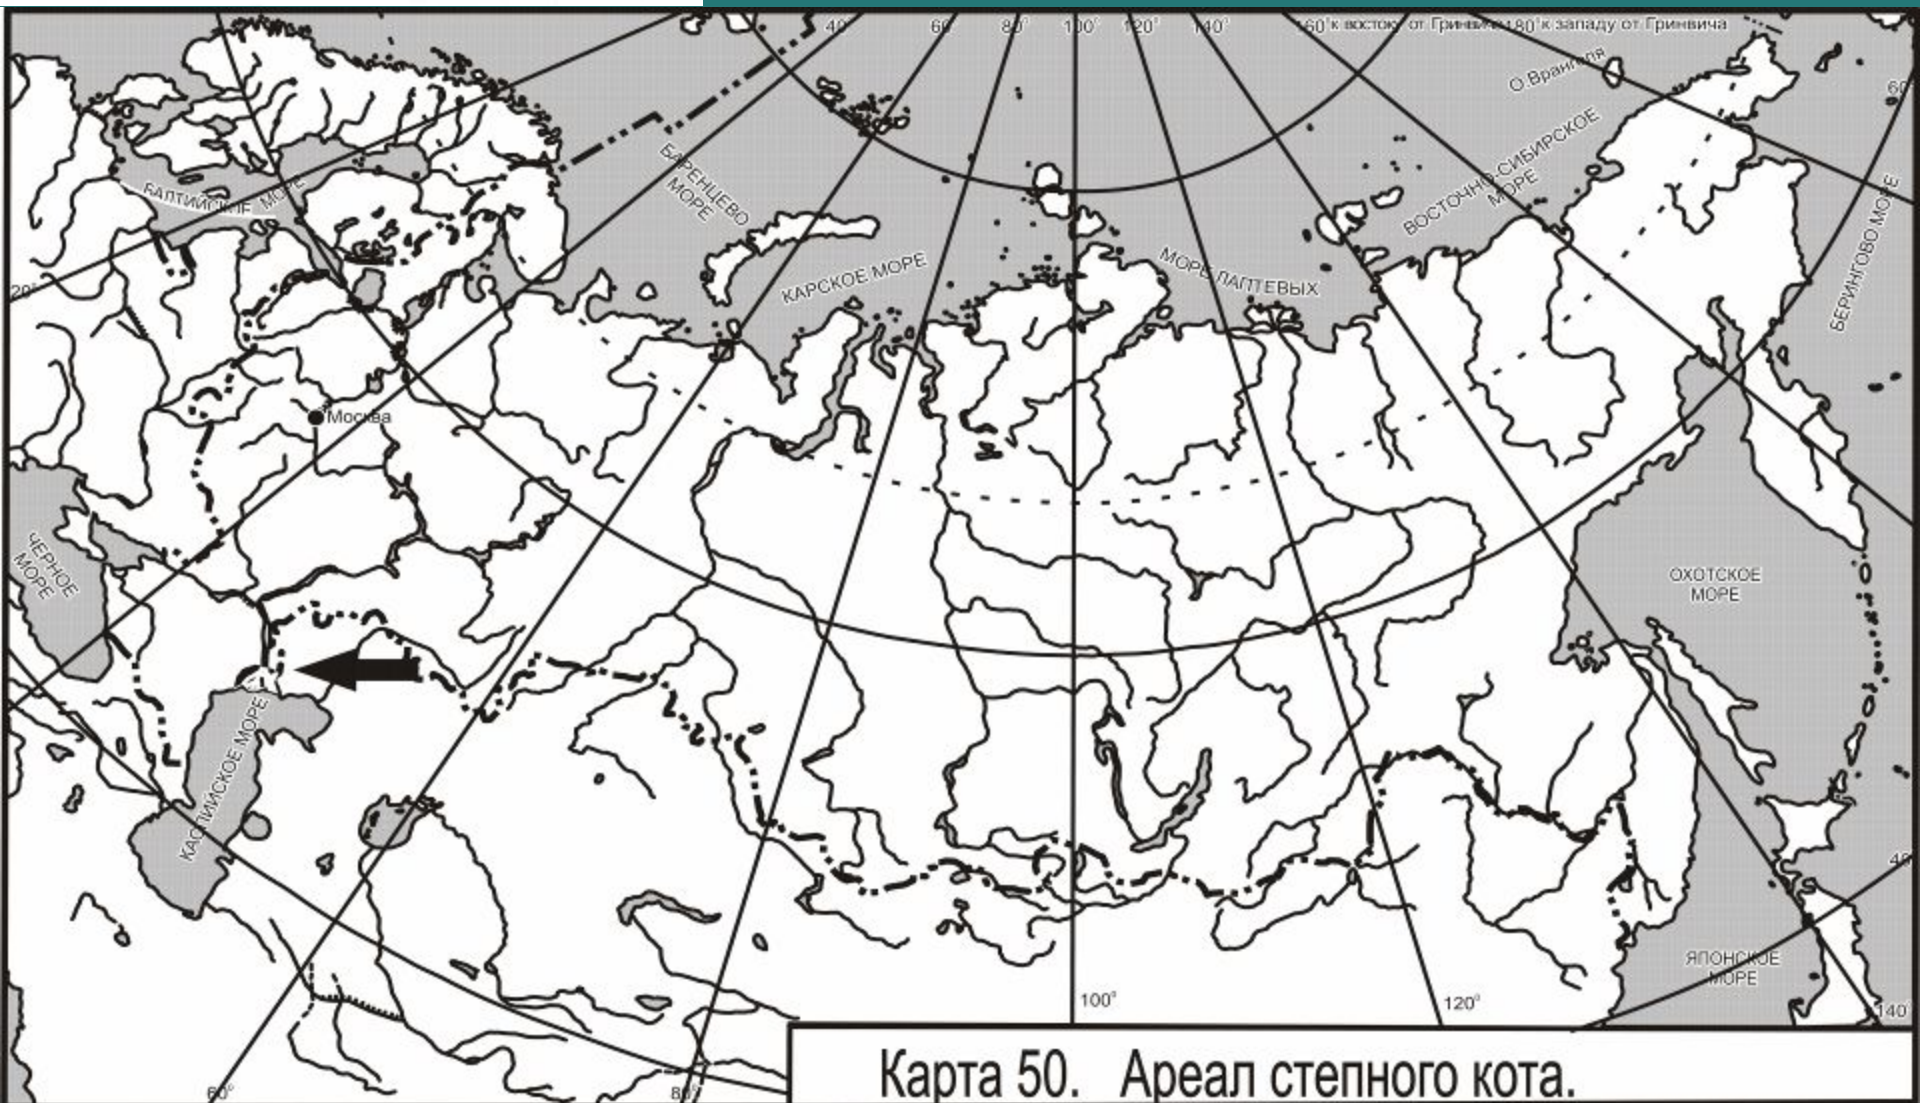 40°
60°
80°
100°
120°
140°
160° к востоку от Гринвича
180° к западу от Гринвича
О.Врангеля
60°
БАРЕНЦЕВО
МОРЕ
ВОСТОЧНО-СИБИРСКОЕ
МОРЕ
БАЛТИЙСКОЕ МОРЕ
КАРСКОЕ МОРЕ
МОРЕ ЛАПТЕВЫХ
БЕРИНГОВО МОРЕ
20°
Москва
ЧЕРНОЕ
МОРЕ
ОХОТСКОЕ
МОРЕ
КАСПИЙСКОЕ МОРЕ
40°
ЯПОНСКОЕ
МОРЕ
100°
120°
140°
60°
80°
Карта 50. Ареал степного кота.